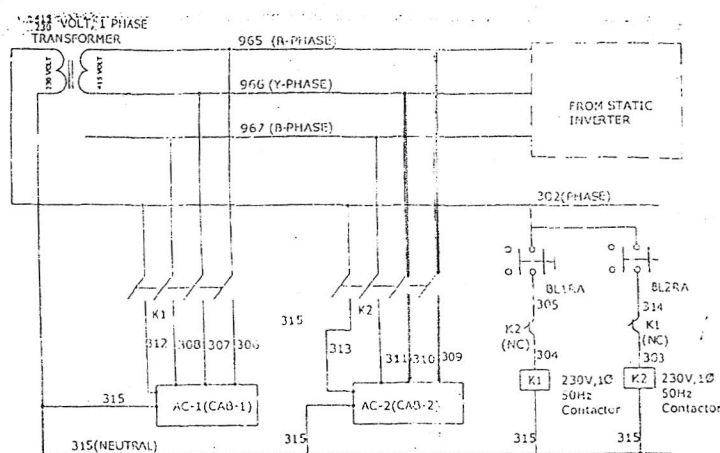 230 VOLT, 1 PHASE
TRANSFORMER
230 VOLT
415 VOLT
965 (R-PHASE)
966 (Y-PHASE)
967 (B-PHASE)
FROM STATIC
INVERTER
302(PHASE)
BL1RA
BL2RA
305
314
K1
K2
315
K2
(NC)
K1
(NC)
312
308
307
306
313
311
310
309
304
303
315
AC-1(CAB-1)
AC-2(CAB-2)
K1
230V,1Ø
50Hz
Contactor
K2
230V,1Ø
50Hz
Contactor
315(NEUTRAL)
315
315
315